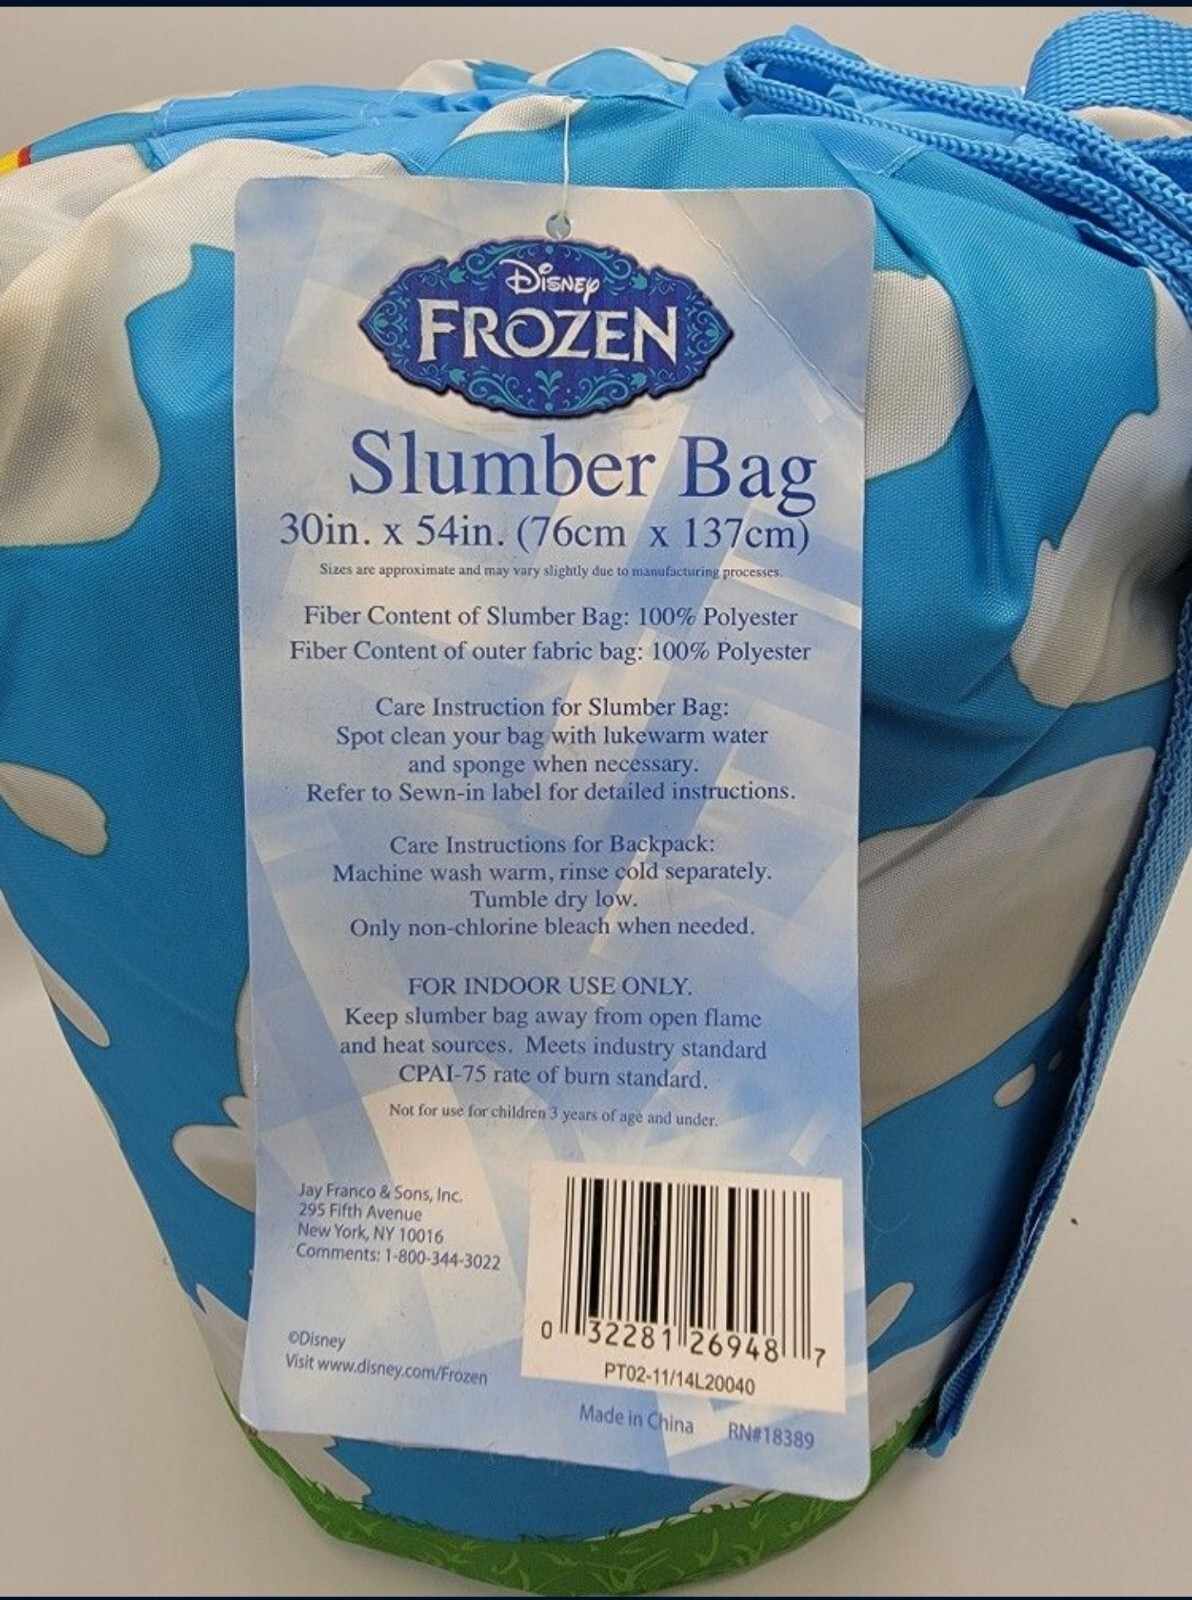 Disney
FROZEN
Slumber Bag
30in. x 54in. (76cm x 137cm)
Sizes are approximate and may vary slightly due to manufacturing processes.
Fiber Content of Slumber Bag: 100% Polyester
Fiber Content of outer fabric bag: 100% Polyester
Care Instruction for Slumber Bag:
Spot clean your bag with lukewarm water
and sponge when necessary.
Refer to Sewn-in label for detailed instructions.
Care Instructions for Backpack:
Machine wash warm, rinse cold separately.
Tumble dry low.
Only non-chlorine bleach when needed.
FOR INDOOR USE ONLY.
Keep slumber bag away from open flame
and heat sources. Meets industry standard
CPAI-75 rate of burn standard.
Not for use for children 3 years of age and under.
Jay Franco & Sons, Inc.
295 Fifth Avenue
New York, NY 10016
Comments: 1-800-344-3022
©Disney
Visit www.disney.com/Frozen
0 32281 26948 7
PT02-11/14L20040
Made in China RN#18389